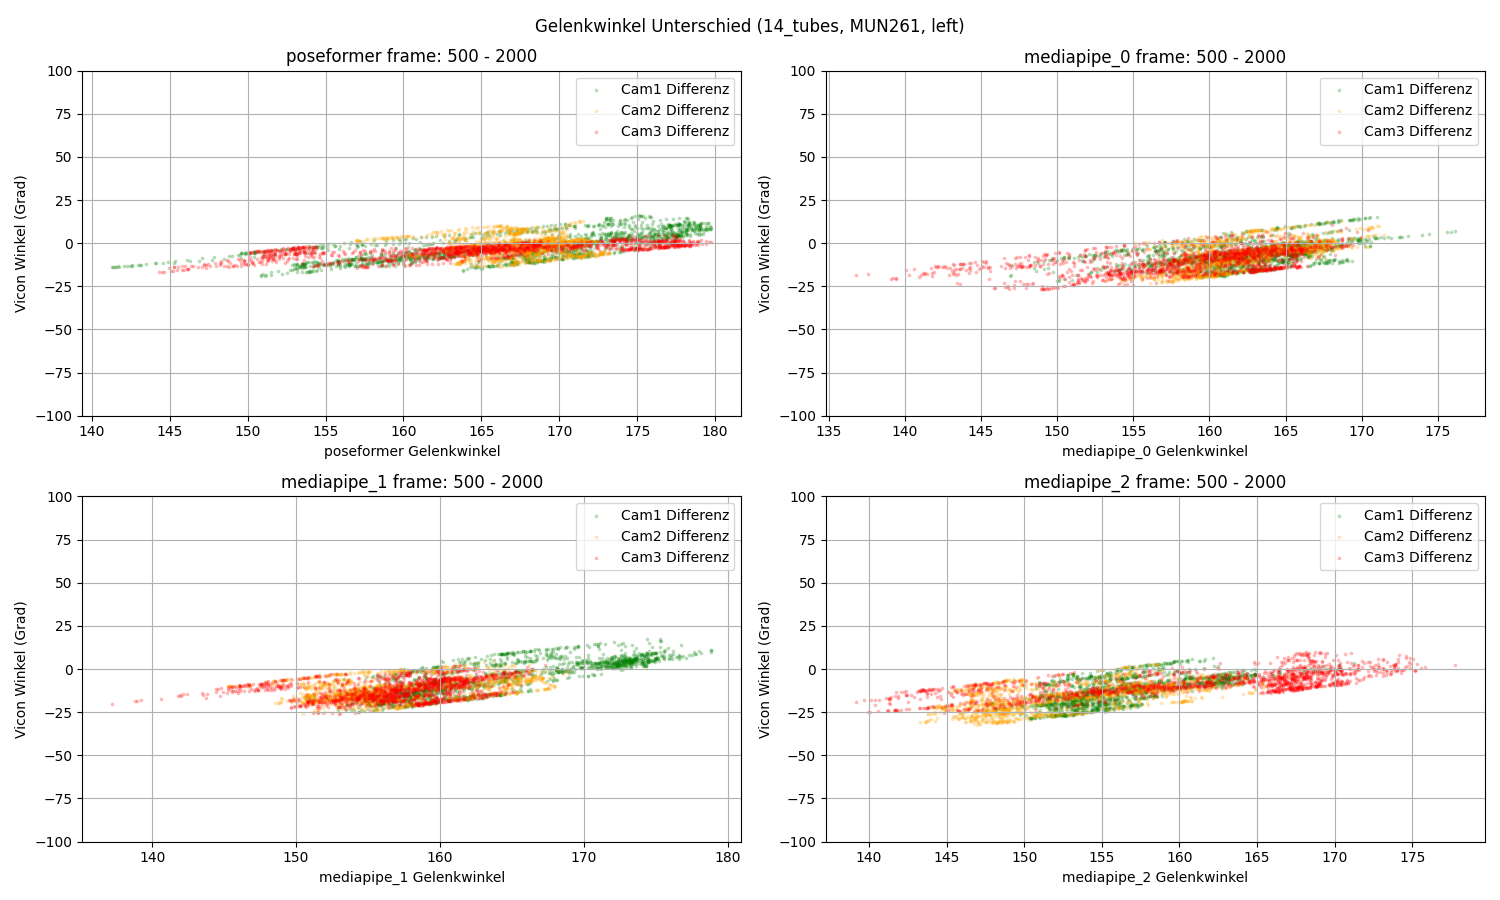 Gelenkwinkel Unterschied (14_tubes, MUN261, left)
poseformer frame: 500 - 2000
100
75
50
25
0
−25
−50
−75
−100
Vicon Winkel (Grad)
Cam1 Differenz
Cam2 Differenz
Cam3 Differenz
140 145 150 155 160 165 170 175 180
poseformer Gelenkwinkel
mediapipe_0 frame: 500 - 2000
100
75
50
25
0
−25
−50
−75
−100
Vicon Winkel (Grad)
Cam1 Differenz
Cam2 Differenz
Cam3 Differenz
135 140 145 150 155 160 165 170 175
mediapipe_0 Gelenkwinkel
mediapipe_1 frame: 500 - 2000
100
75
50
25
0
−25
−50
−75
−100
Vicon Winkel (Grad)
Cam1 Differenz
Cam2 Differenz
Cam3 Differenz
140 150 160 170 180
mediapipe_1 Gelenkwinkel
mediapipe_2 frame: 500 - 2000
100
75
50
25
0
−25
−50
−75
−100
Vicon Winkel (Grad)
Cam1 Differenz
Cam2 Differenz
Cam3 Differenz
140 145 150 155 160 165 170 175
mediapipe_2 Gelenkwinkel